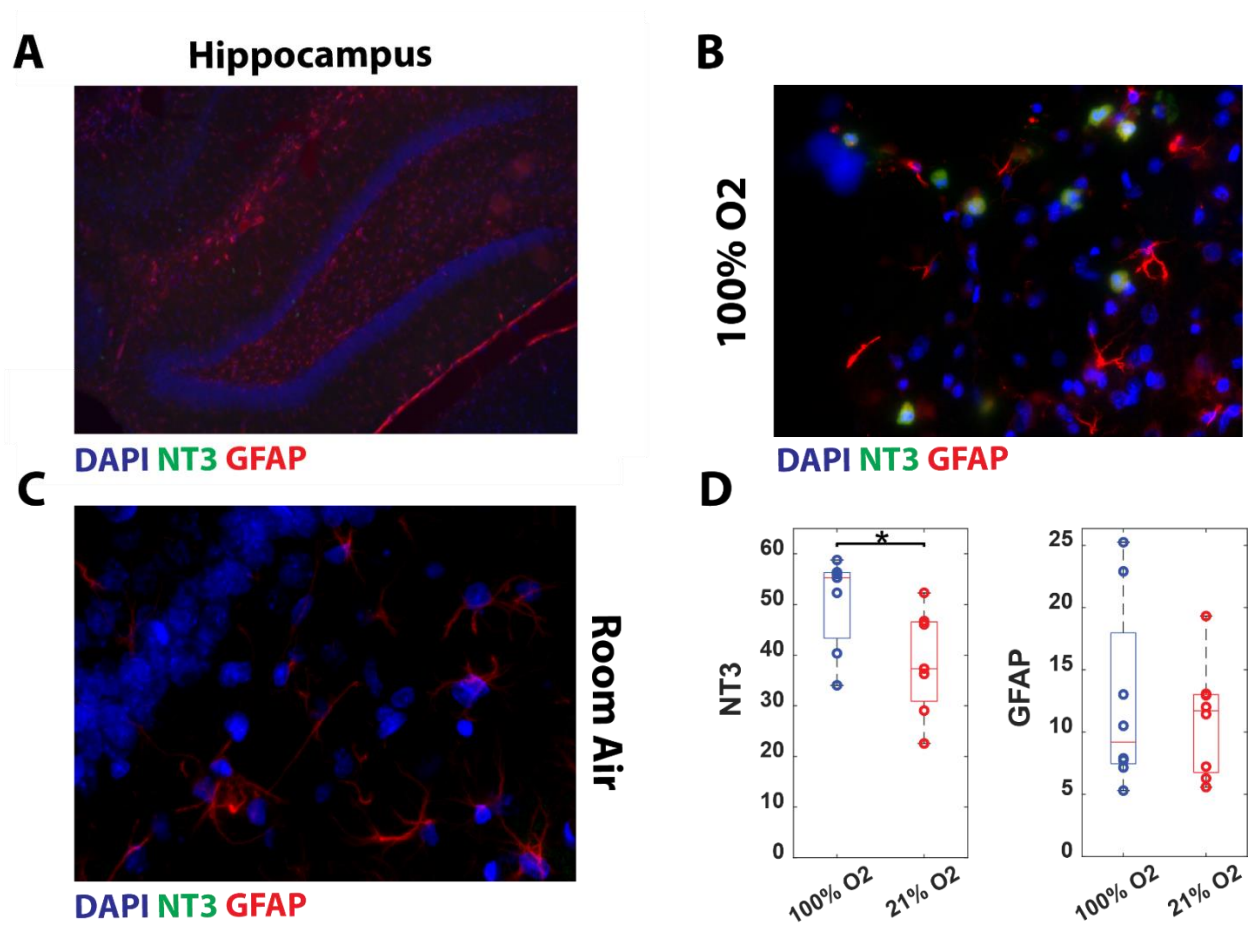 A
Hippocampus
DAPI NT3 GFAP
B
100% O2
DAPI NT3 GFAP
C
Room Air
DAPI NT3 GFAP
D
NT3
60
50
40
30
20
10
0
*
100% O2
21% O2
GFAP
25
20
15
10
5
0
100% O2
21% O2